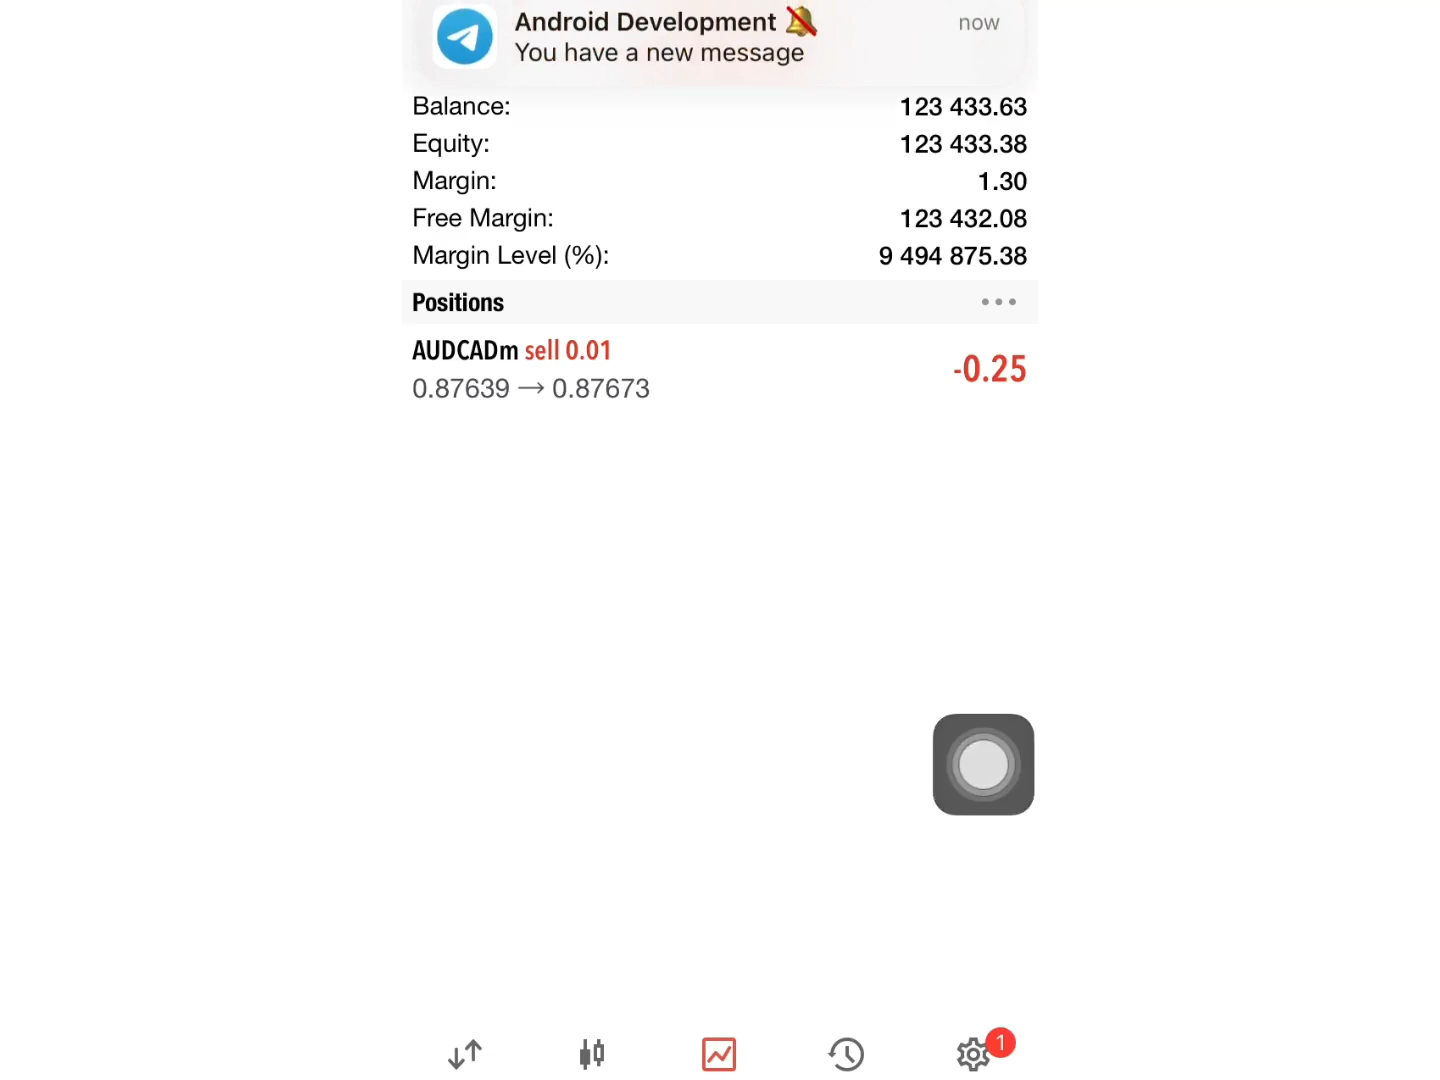 Android Development 🔕 now
You have a new message
Balance: 123 433.63
Equity: 123 433.38
Margin: 1.30
Free Margin: 123 432.08
Margin Level (%): 9 494 875.38
Positions
AUDCADm sell 0.01
0.87639 → 0.87673
-0.25
1